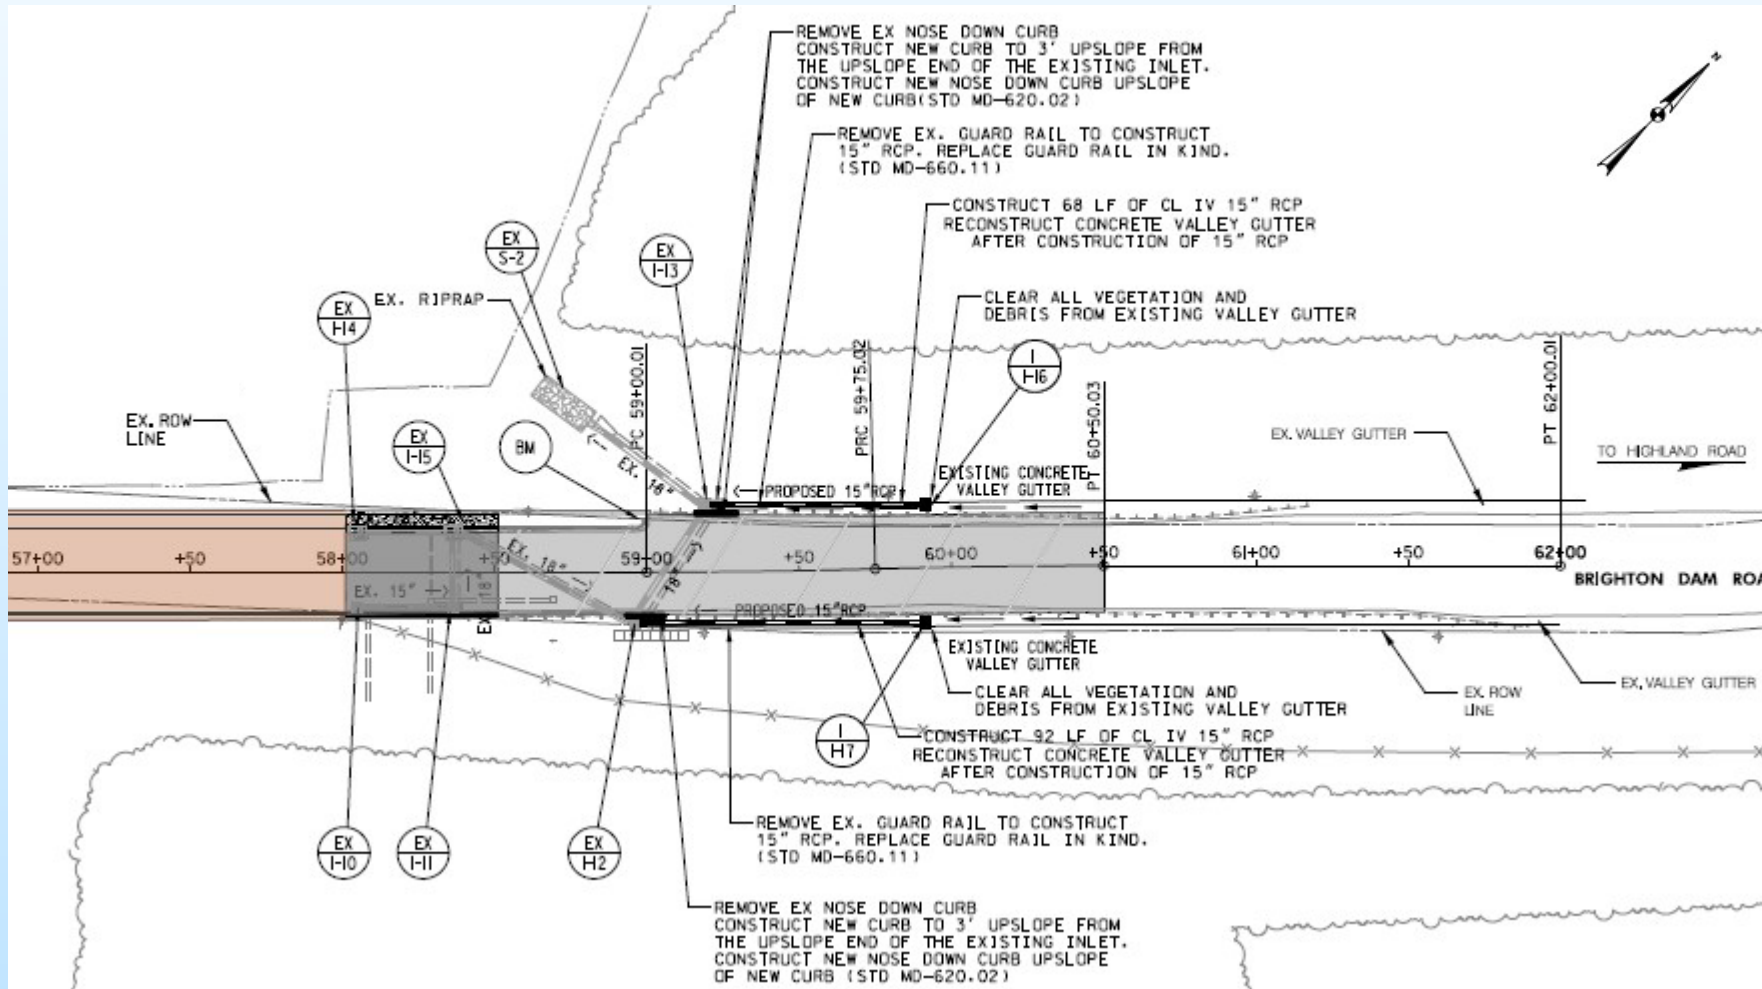 REMOVE EX NOSE DOWN CURB
CONSTRUCT NEW CURB TO 3' UPSLOPE FROM
THE UPSLOPE END OF THE EXISTING INLET.
CONSTRUCT NEW NOSE DOWN CURB UPSLOPE
OF NEW CURB(STD MD-620.02)
N
REMOVE EX. GUARD RAIL TO CONSTRUCT
15" RCP. REPLACE GUARD RAIL IN KIND.
(STD MD-660.11)
CONSTRUCT 68 LF OF CL IV 15" RCP
RECONSTRUCT CONCRETE VALLEY GUTTER
AFTER CONSTRUCTION OF 15" RCP
EX
S-2
EX
I-13
EX. RIPRAP
CLEAR ALL VEGETATION AND
DEBRIS FROM EXISTING VALLEY GUTTER
EX
I-14
I
I-16
PC 59+00.01
PRC 59+75.02
PT 60+50.03
PT 62+00.01
EX. ROW
LINE
EX
I-15
BM
EX. 18"
EX. VALLEY GUTTER
TO HIGHLAND ROAD
EXISTING CONCRETE
VALLEY GUTTER
PROPOSED 15"RCP
57+00
+50
58+00
+50
59+00
+50
60+00
+50
61+00
+50
62+00
EX. 18"
18"
EX. 15"
18"
EX
BRIGHTON DAM ROA
PROPOSED 15"RCP
EXISTING CONCRETE
VALLEY GUTTER
CLEAR ALL VEGETATION AND
DEBRIS FROM EXISTING VALLEY GUTTER
EX. ROW
LINE
EX. VALLEY GUTTER
I
I-17
CONSTRUCT 92 LF OF CL IV 15" RCP
RECONSTRUCT CONCRETE VALLEY GUTTER
AFTER CONSTRUCTION OF 15" RCP
EX
I-10
EX
I-11
EX
I-12
REMOVE EX. GUARD RAIL TO CONSTRUCT
15" RCP. REPLACE GUARD RAIL IN KIND.
(STD MD-660.11)
REMOVE EX NOSE DOWN CURB
CONSTRUCT NEW CURB TO 3' UPSLOPE FROM
THE UPSLOPE END OF THE EXISTING INLET.
CONSTRUCT NEW NOSE DOWN CURB UPSLOPE
OF NEW CURB (STD MD-620.02)